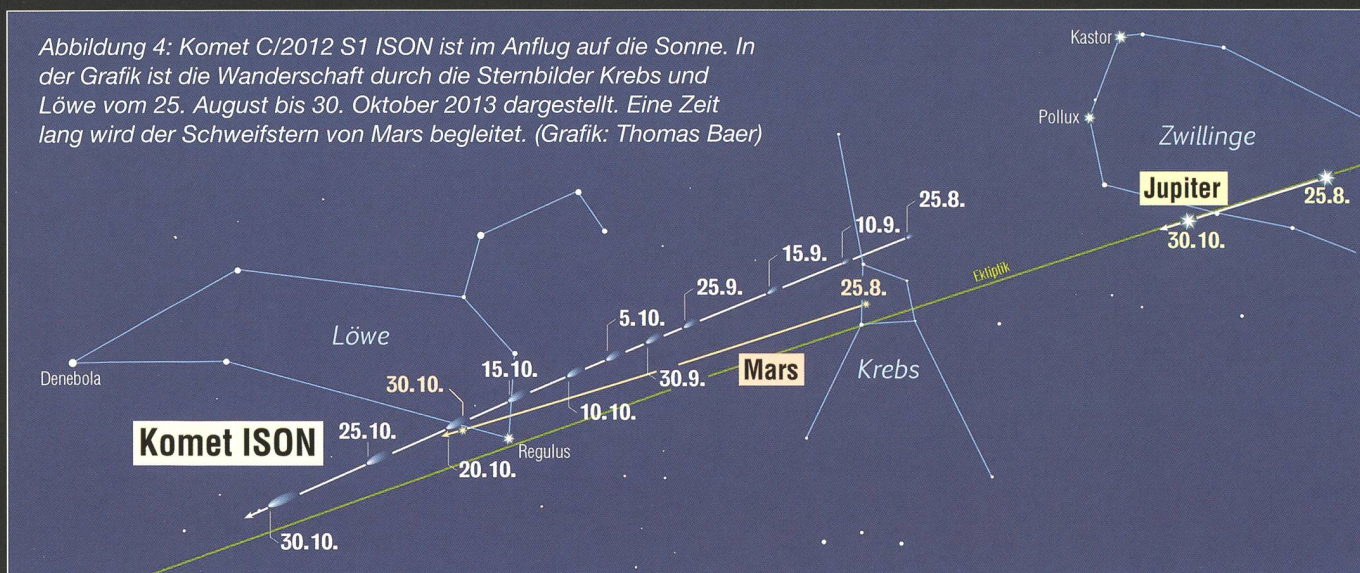 Abbildung 4: Komet C/2012 S1 ISON ist im Anflug auf die Sonne. In
der Grafik ist die Wanderschaft durch die Sternbilder Krebs und
Löwe vom 25. August bis 30. Oktober 2013 dargestellt. Eine Zeit
lang wird der Schweifstern von Mars begleitet. (Grafik: Thomas Baer)
Kastor
Pollux
Zwillinge
Jupiter
25.8.
30.10.
25.8.
10.9.
15.9.
25.9.
5.10.
25.8.
Ekliptik
Löwe
Denebola
15.10.
30.9.
Mars
Krebs
30.10.
10.10.
Komet ISON
25.10.
Regulus
20.10.
30.10.